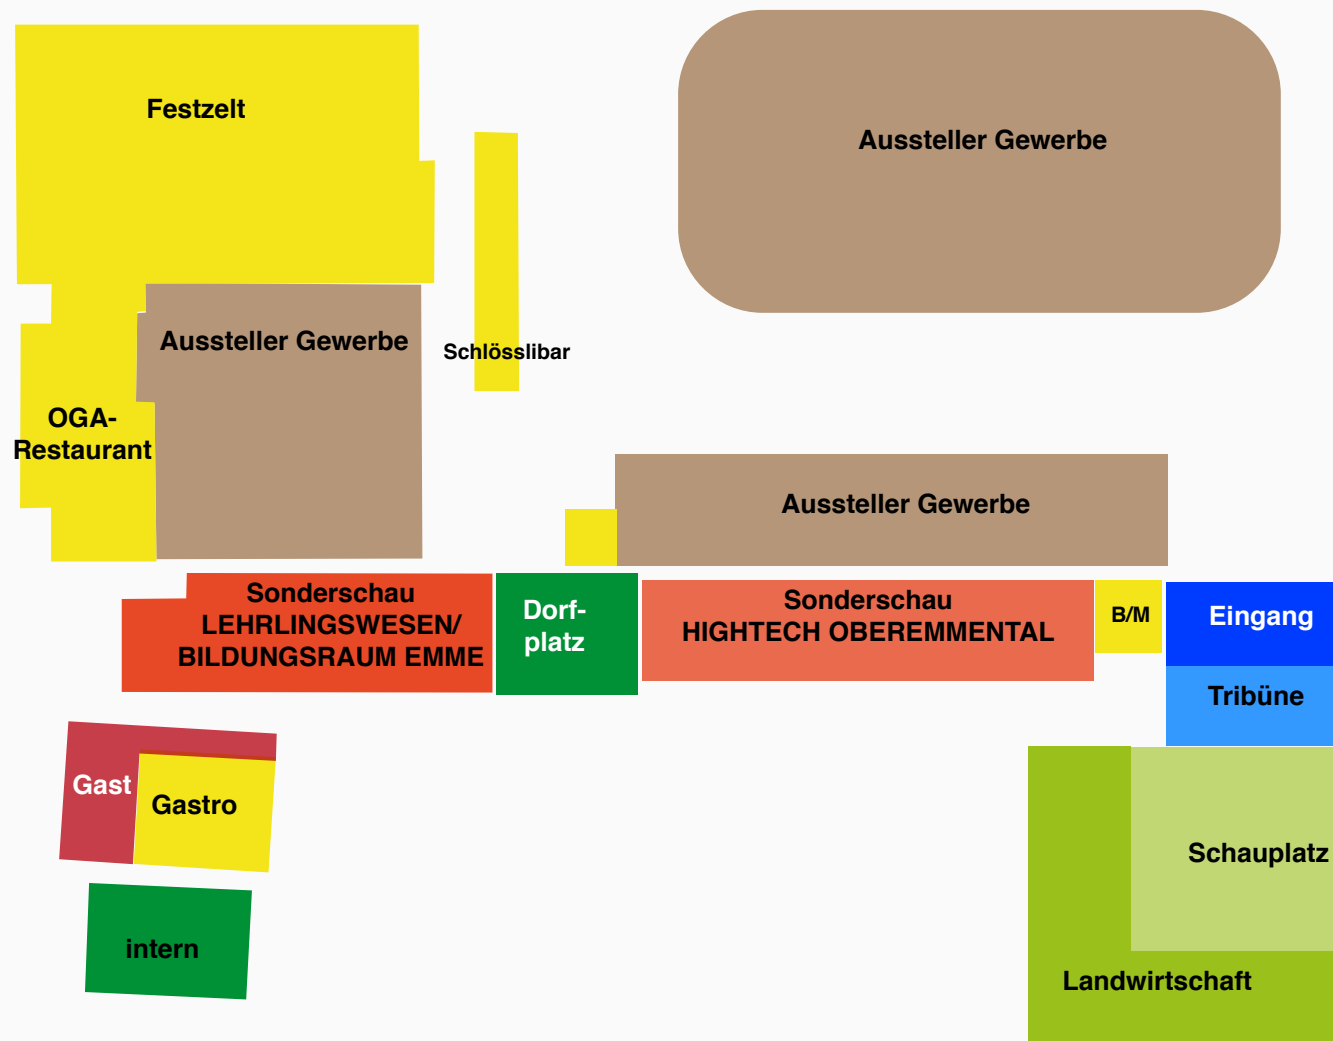 Festzelt
Aussteller Gewerbe
Aussteller Gewerbe
Schlösslibar
OGA-
Restaurant
Aussteller Gewerbe
Sonderschau
LEHRLINGSWESEN/
BILDUNGSRAUM EMME
Dorf-
platz
Sonderschau
HIGHTECH OBEREMMENTAL
B/M
Eingang
Tribüne
Gast
Gastro
Schauplatz
intern
Landwirtschaft